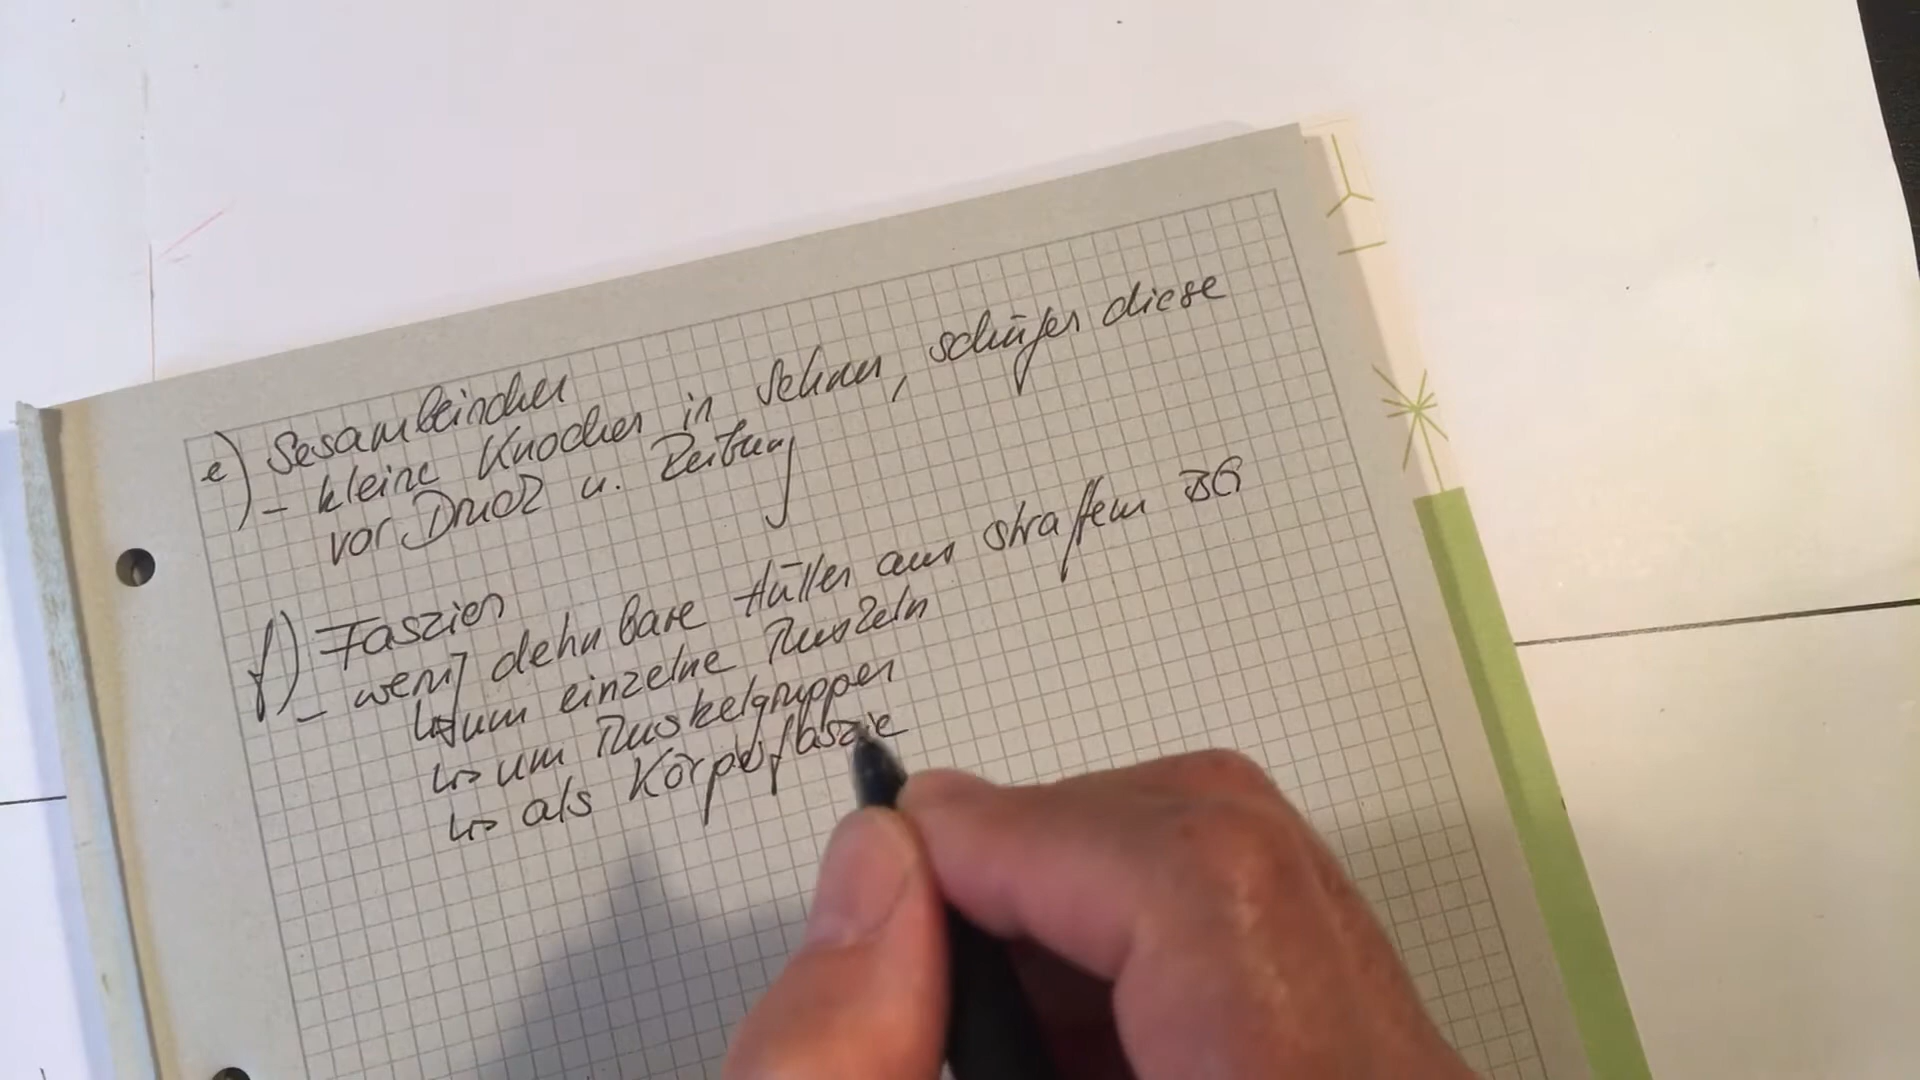 e) Sesambeinchen
- kleine Knochen in Sehnen, schützen diese
vor Druck u. Reibung
f) Faszien
- wenig dehnbare Hüllen aus straffem BG
↳ um einzelne Muskeln
↳ um Muskelgruppen
↳ als Körperfaszie